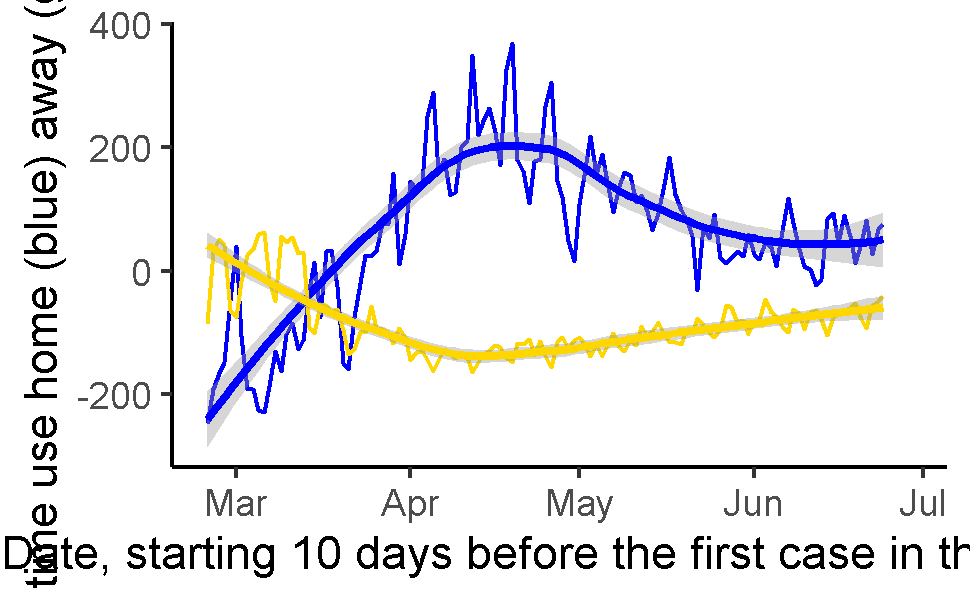 time use home (blue) away (
400
200
0
-200
Mar Apr May Jun Jul
Date, starting 10 days before the first case in th